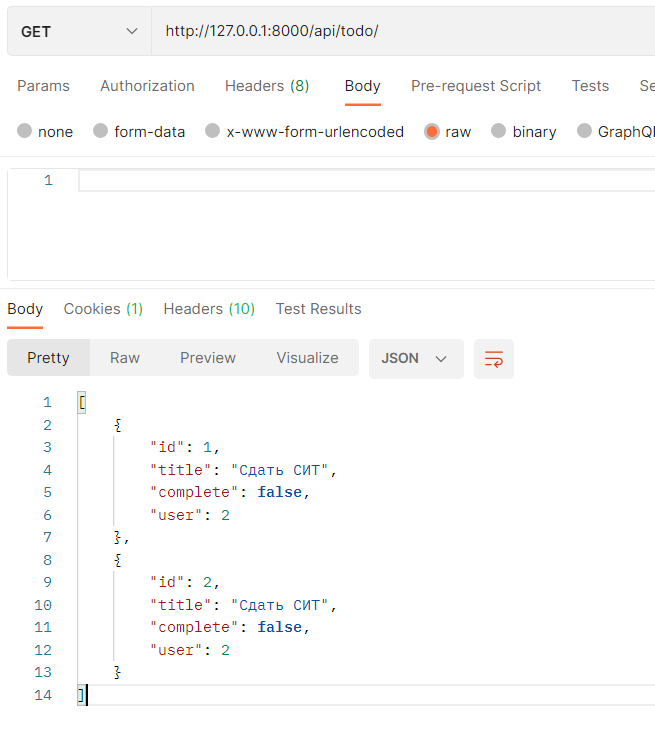 GET http://127.0.0.1:8000/api/todo/
Params Authorization Headers (8) Body Pre-request Script Tests
none form-data x-www-form-urlencoded raw binary
1
Body Cookies (1) Headers (10) Test Results
Pretty Raw Preview Visualize JSON
1 [
2 {
3 "id": 1,
4 "title": "Сдать СИТ",
5 "complete": false,
6 "user": 2
7 },
8 {
9 "id": 2,
10 "title": "Сдать СИТ",
11 "complete": false,
12 "user": 2
13 }
14 ]